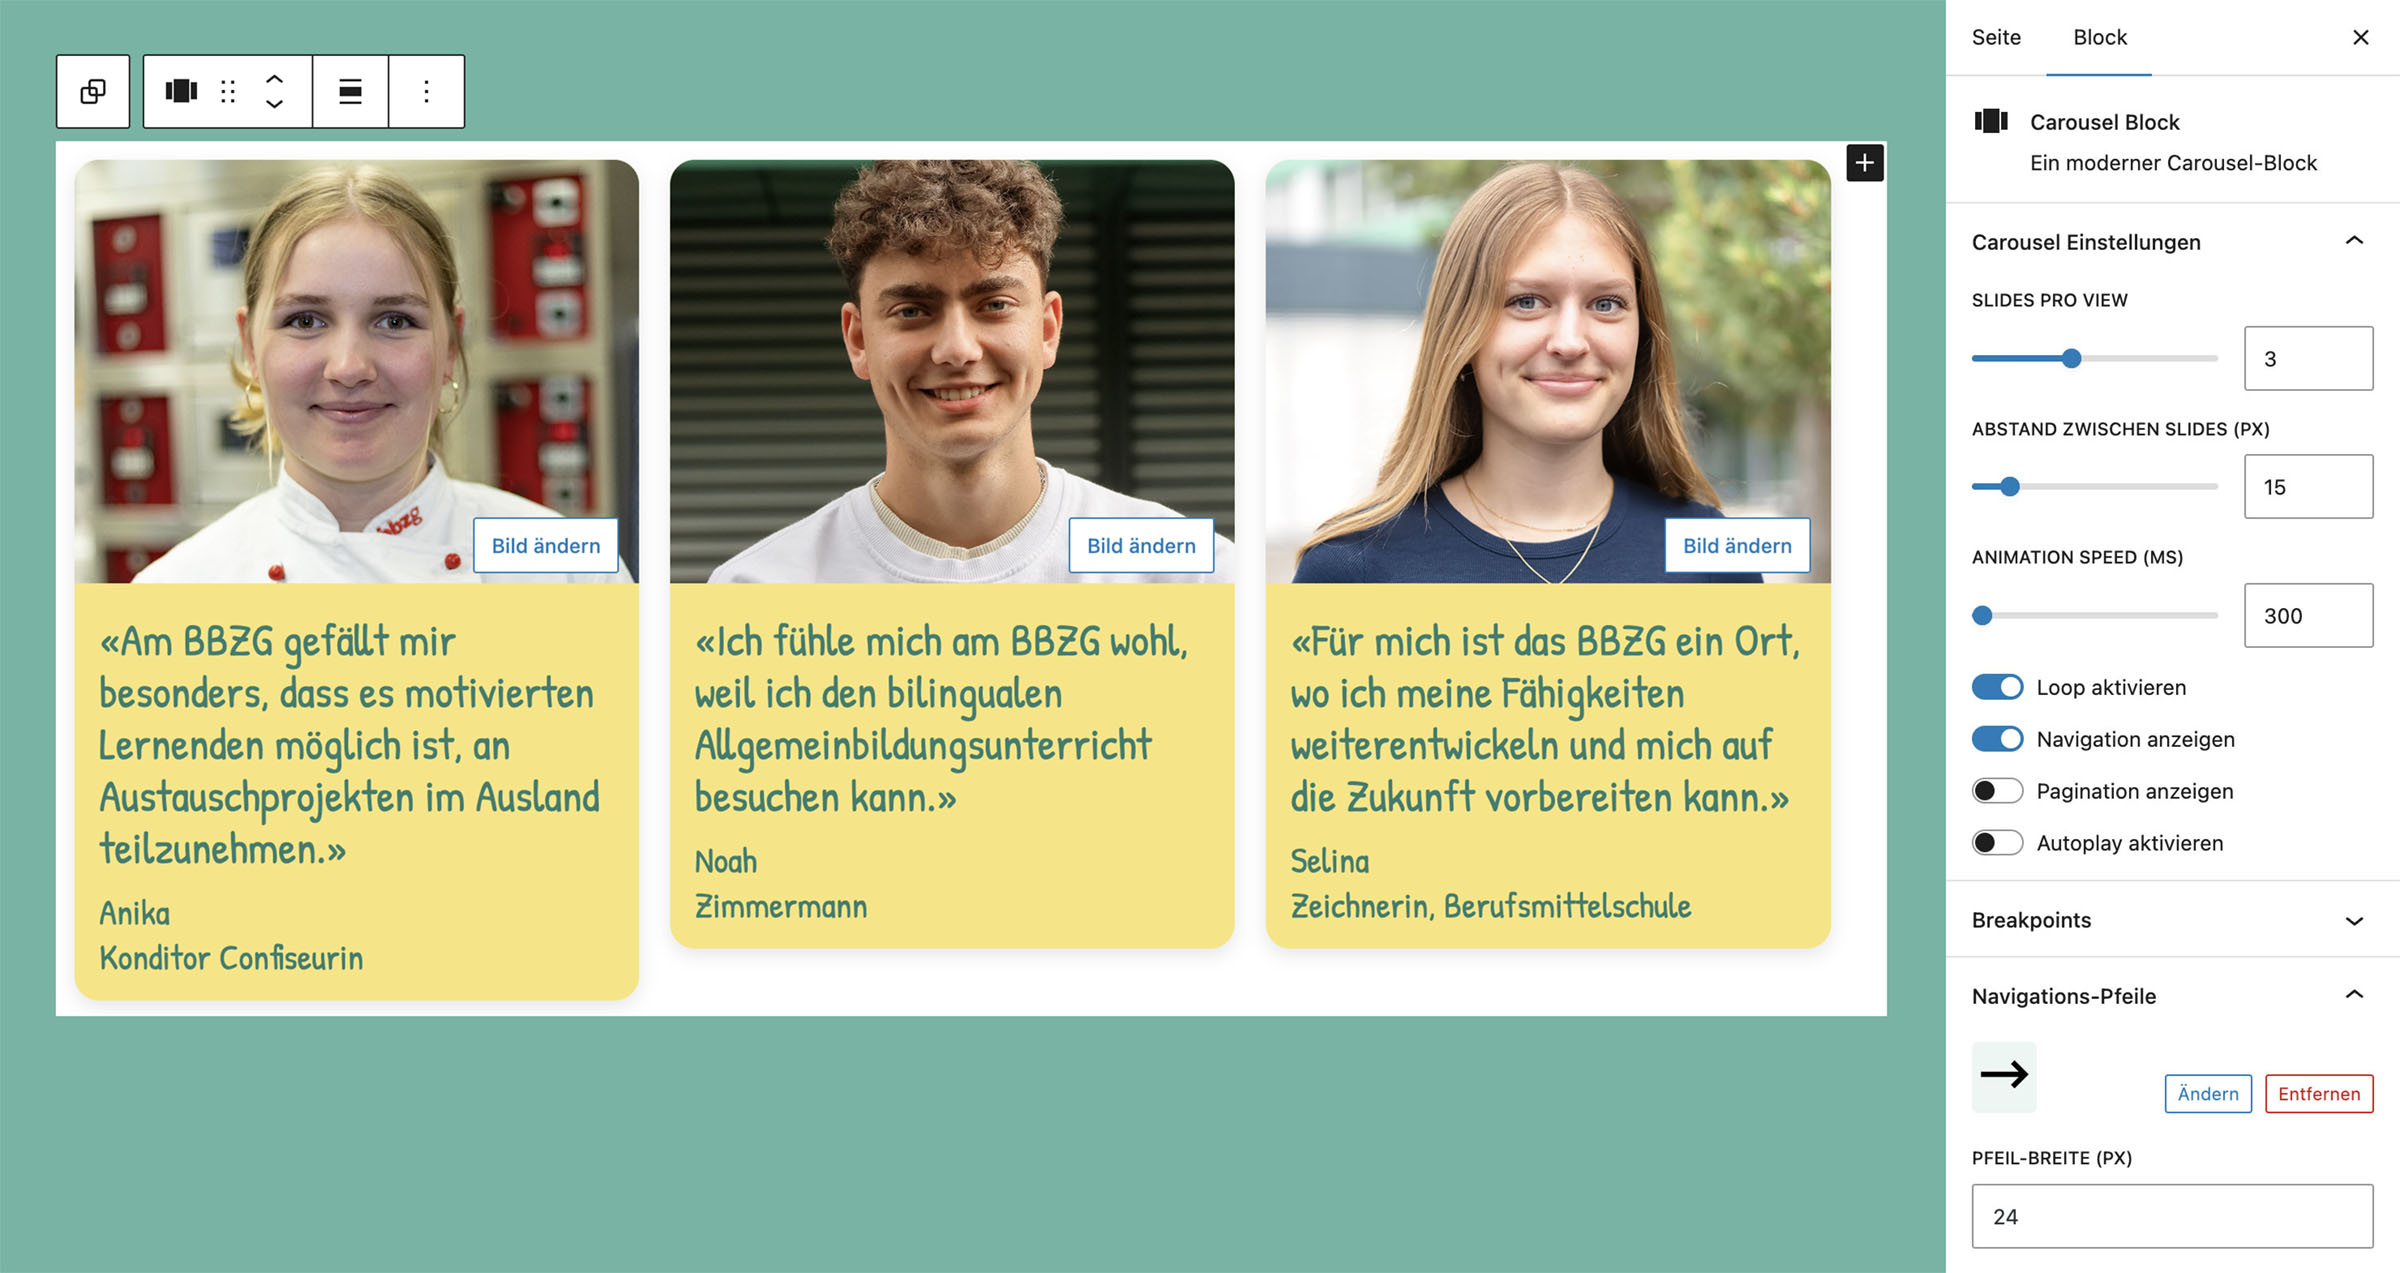 bbzg
Bild ändern
«Am BBZG gefällt mir
besonders, dass es motivierten
Lernenden möglich ist, an
Austauschprojekten im Ausland
teilzunehmen.»
Anika
Konditor Confiseurin
Bild ändern
«Ich fühle mich am BBZG wohl,
weil ich den bilingualen
Allgemeinbildungsunterricht
besuchen kann.»
Noah
Zimmermann
Bild ändern
«Für mich ist das BBZG ein Ort,
wo ich meine Fähigkeiten
weiterentwickeln und mich auf
die Zukunft vorbereiten kann.»
Selina
Zeichnerin, Berufsmittelschule
Seite Block
Carousel Block
Ein moderner Carousel-Block
Carousel Einstellungen
SLIDES PRO VIEW
3
ABSTAND ZWISCHEN SLIDES (PX)
15
ANIMATION SPEED (MS)
300
Loop aktivieren
Navigation anzeigen
Pagination anzeigen
Autoplay aktivieren
Breakpoints
Navigations-Pfeile
Ändern Entfernen
PFEIL-BREITE (PX)
24